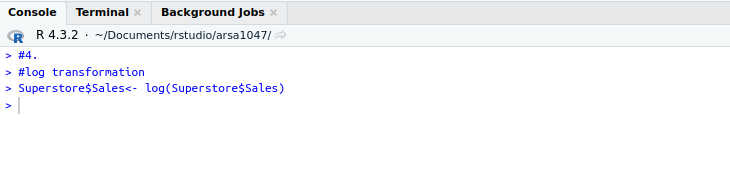 Console Terminal × Background Jobs ×
R 4.3.2 · ~/Documents/rstudio/arsa1047/
> #4.
> #log transformation
> Superstore$Sales<- log(Superstore$Sales)
>